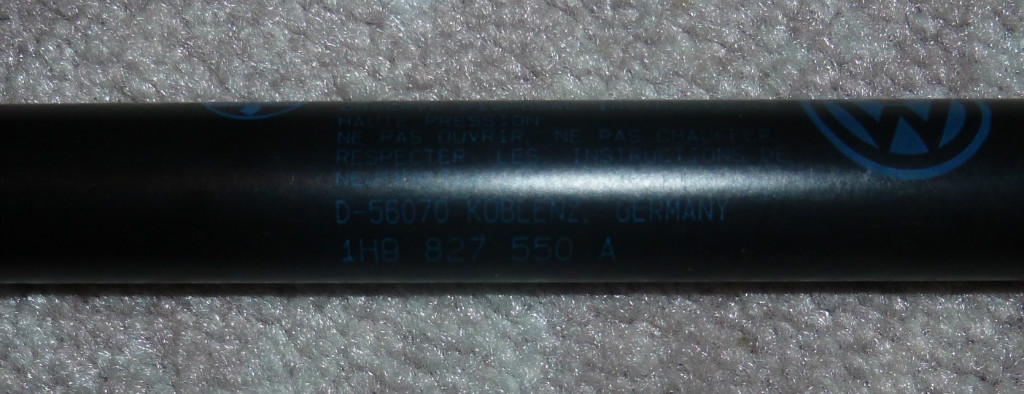 HAUTE PRESSION
NE PAS OUVRIR. NE PAS CHAUFFER.
RESPECTER LES INSTRUCTIONS DE
D-56070 KOBLENZ, GERMANY
1H9 827 550 A